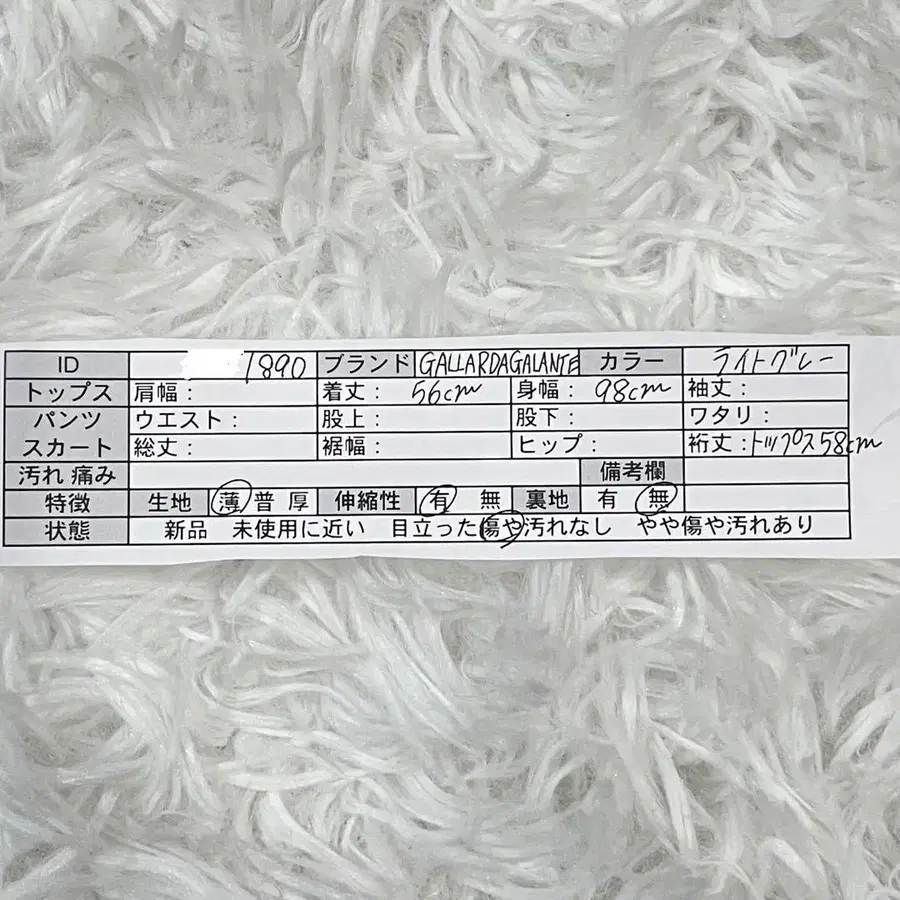 ID 1890 ブランド GALLARDAGALANTE カラー ライトグレー
トップス 肩幅: 着丈: 56cm 身幅: 98cm 袖丈:
パンツ ウエスト: 股上: 股下: ワタリ:
スカート 総丈: 裾幅: ヒップ: 裄丈:トップス58cm
汚れ 痛み 備考欄
特徴 生地 薄 普 厚 伸縮性 有 無 裏地 有 無
状態 新品 未使用に近い 目立った傷や汚れなし やや傷や汚れあり